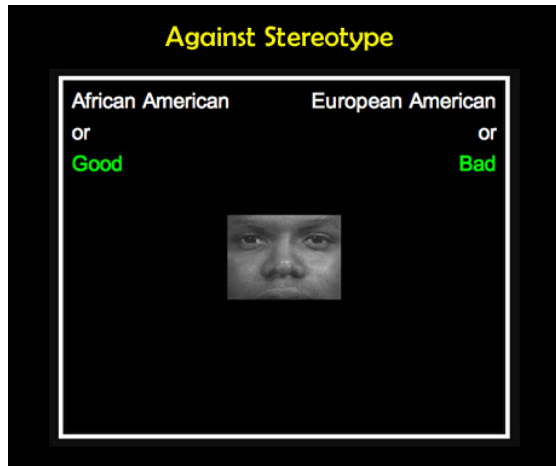 Against Stereotype
African American European American
or or
Good Bad